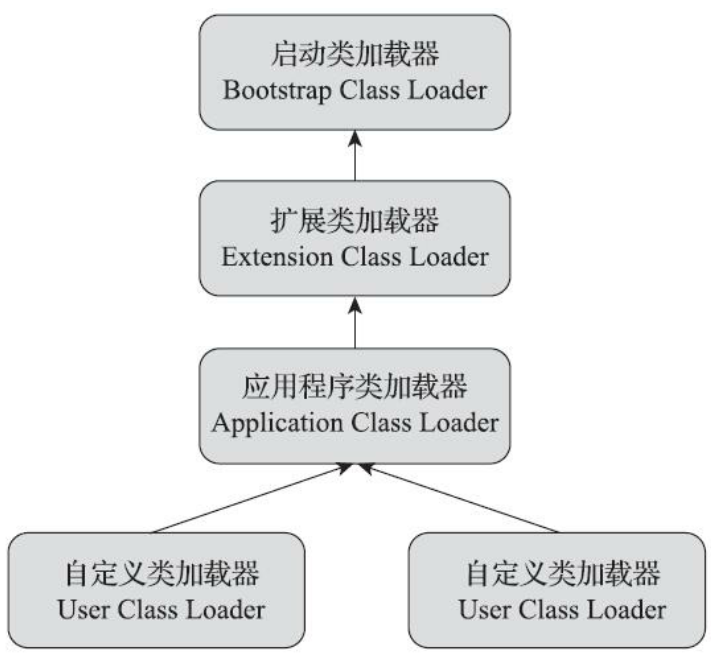 启动类加载器
Bootstrap Class Loader
扩展类加载器
Extension Class Loader
应用程序类加载器
Application Class Loader
自定义类加载器
User Class Loader
自定义类加载器
User Class Loader